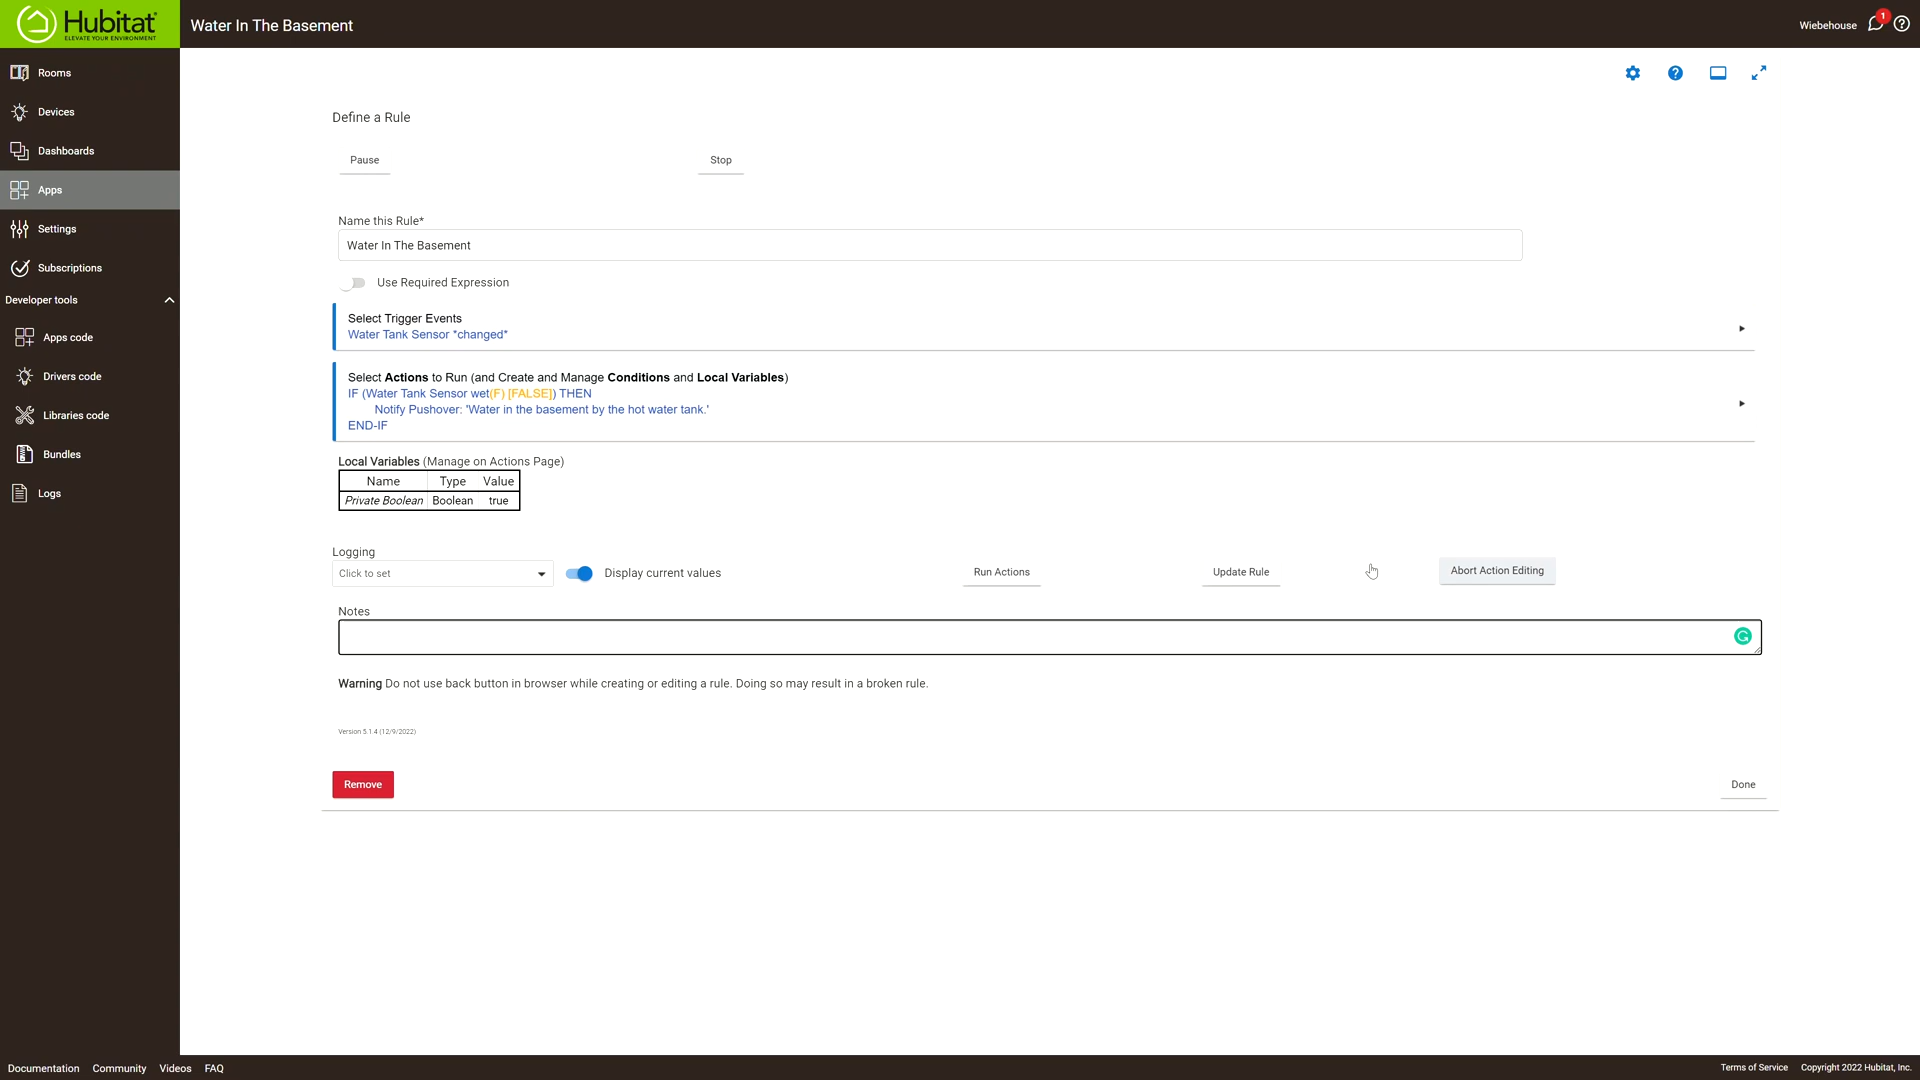 Hubitat
ELEVATE YOUR ENVIRONMENT
Water In The Basement
Wiebehouse
1
Rooms
Devices
Dashboards
Apps
Settings
Subscriptions
Developer tools
Apps code
Drivers code
Libraries code
Bundles
Logs
Define a Rule
Pause Stop
Name this Rule*
Water In The Basement
Use Required Expression
Select Trigger Events
Water Tank Sensor *changed*
Select Actions to Run (and Create and Manage Conditions and Local Variables)
IF (Water Tank Sensor wet(F) [FALSE]) THEN
Notify Pushover: 'Water in the basement by the hot water tank.'
END-IF
Local Variables (Manage on Actions Page)
Name Type Value
Private Boolean Boolean true
Logging
Click to set Display current values Run Actions Update Rule Abort Action Editing
Notes
Warning Do not use back button in browser while creating or editing a rule. Doing so may result in a broken rule.
Version 5.1.4 (12/9/2022)
Remove Done
Documentation Community Videos FAQ Terms of Service Copyright 2022 Hubitat, Inc.